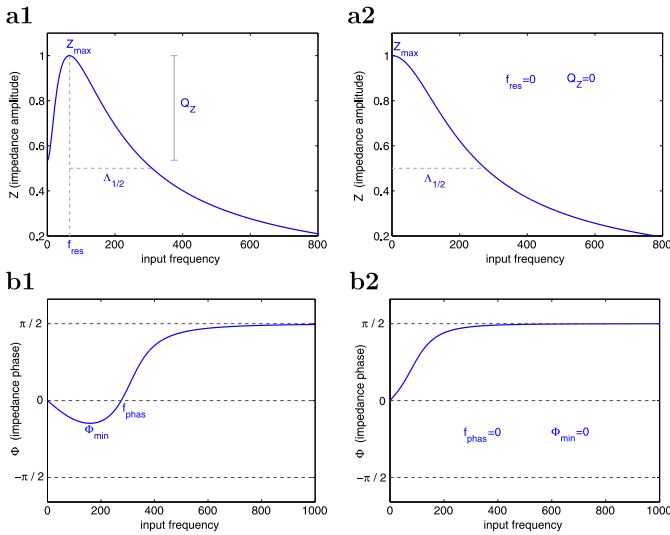 a1
Z (impedance amplitude)
1
0.8
0.6
0.4
0.2
Z_max
Q_Z
Λ_1/2
f_res
0 200 400 600 800
input frequency
a2
Z (impedance amplitude)
1
0.8
0.6
0.4
0.2
Z_max
f_res=0 Q_Z=0
Λ_1/2
0 200 400 600 800
input frequency
b1
Φ (impedance phase)
π / 2
0
−π / 2
f_phas
Φ_min
0 200 400 600 800 1000
input frequency
b2
Φ (impedance phase)
π / 2
0
−π / 2
f_phas=0 Φ_min=0
0 200 400 600 800 1000
input frequency